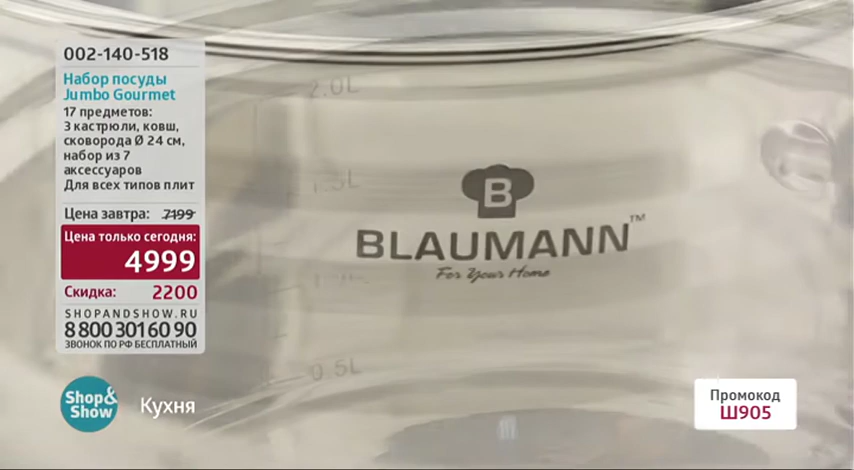 002-140-518
Набор посуды
Jumbo Gourmet
17 предметов:
3 кастрюли, ковш,
сковорода Ø 24 см,
набор из 7
аксессуаров
Для всех типов плит
Цена завтра: 7199
Цена только сегодня:
4999
Скидка: 2200
SHOPANDSHOW.RU
8 800 301 60 90
ЗВОНОК ПО РФ БЕСПЛАТНЫЙ
Shop&
Show
Кухня
2.0L
1.5L
B
BLAUMANN™
For Your Home
1.0L
0.5L
Промокод
Ш905